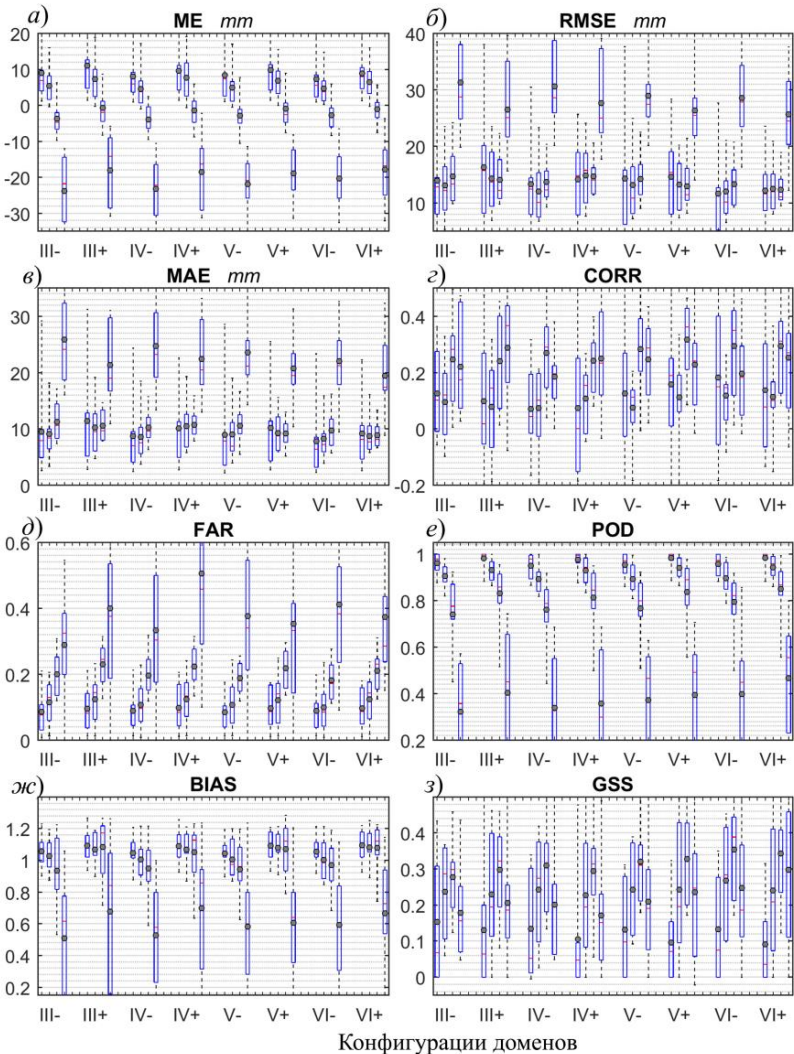 а) ME mm
20
10
0
-10
-20
-30
III- III+ IV- IV+ V- V+ VI- VI+
б) RMSE mm
40
30
20
10
III- III+ IV- IV+ V- V+ VI- VI+
в) MAE mm
30
20
10
0
III- III+ IV- IV+ V- V+ VI- VI+
г) CORR
0.4
0.2
0
-0.2
III- III+ IV- IV+ V- V+ VI- VI+
д) FAR
0.6
0.4
0.2
0
III- III+ IV- IV+ V- V+ VI- VI+
е) POD
1
0.8
0.6
0.4
0.2
III- III+ IV- IV+ V- V+ VI- VI+
ж) BIAS
1.2
1
0.8
0.6
0.4
0.2
III- III+ IV- IV+ V- V+ VI- VI+
з) GSS
0.4
0.3
0.2
0.1
0
III- III+ IV- IV+ V- V+ VI- VI+
Конфигурации доменов